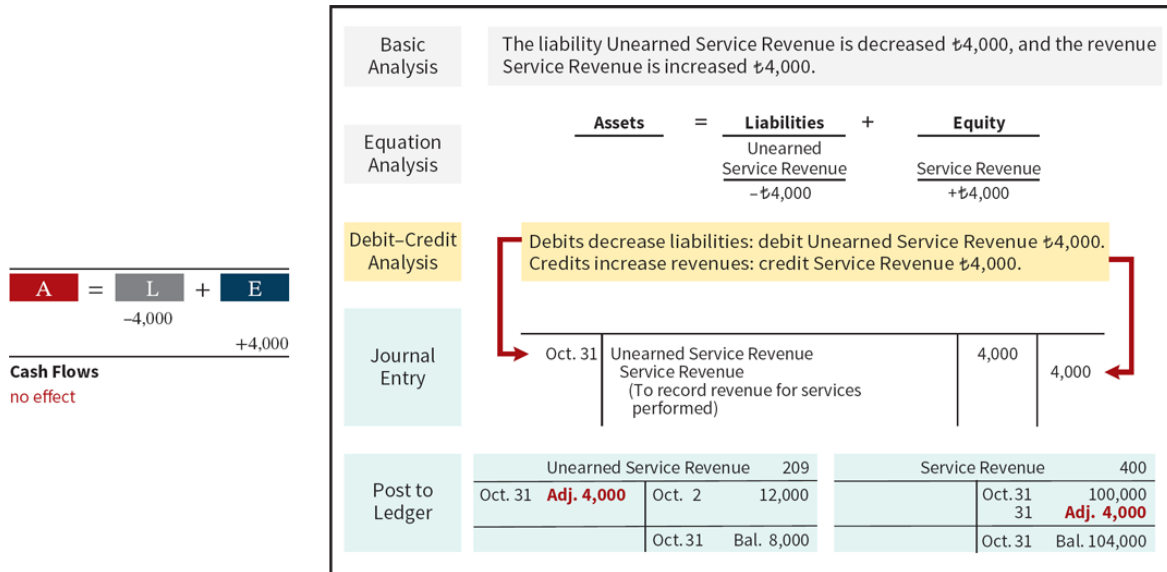 A = L + E
−4,000
+4,000
Cash Flows
no effect
Basic
Analysis
The liability Unearned Service Revenue is decreased ₺4,000, and the revenue
Service Revenue is increased ₺4,000.
Equation
Analysis
Assets = Liabilities + Equity
Unearned
Service Revenue Service Revenue
−₺4,000 +₺4,000
Debit–Credit
Analysis
Debits decrease liabilities: debit Unearned Service Revenue ₺4,000.
Credits increase revenues: credit Service Revenue ₺4,000.
Journal
Entry
Oct. 31 Unearned Service Revenue 4,000
Service Revenue 4,000
(To record revenue for services
performed)
Post to
Ledger
Unearned Service Revenue 209
Oct. 31 Adj. 4,000 Oct. 2 12,000
Oct. 31 Bal. 8,000
Service Revenue 400
Oct. 31 100,000
31 Adj. 4,000
Oct. 31 Bal. 104,000